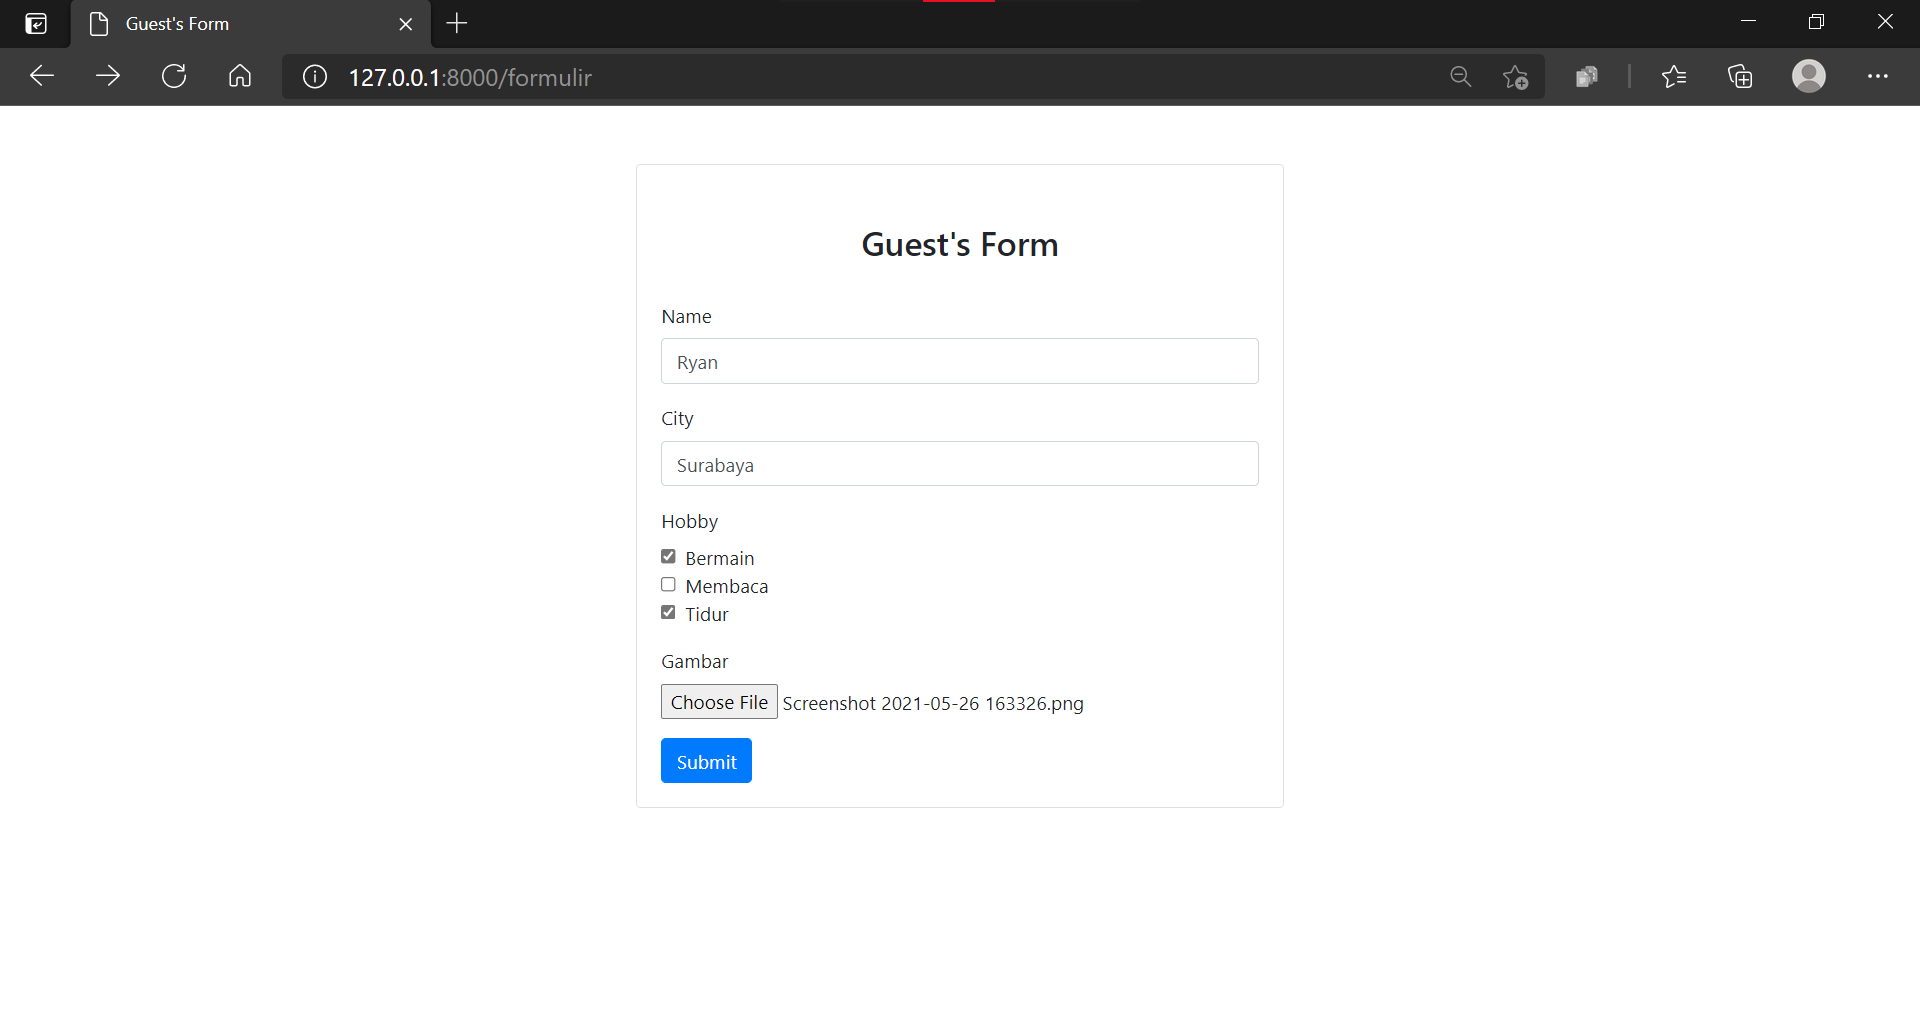 Guest's Form
127.0.0.1:8000/formulir
Guest's Form
Name
Ryan
City
Surabaya
Hobby
Bermain
Membaca
Tidur
Gambar
Choose File Screenshot 2021-05-26 163326.png
Submit